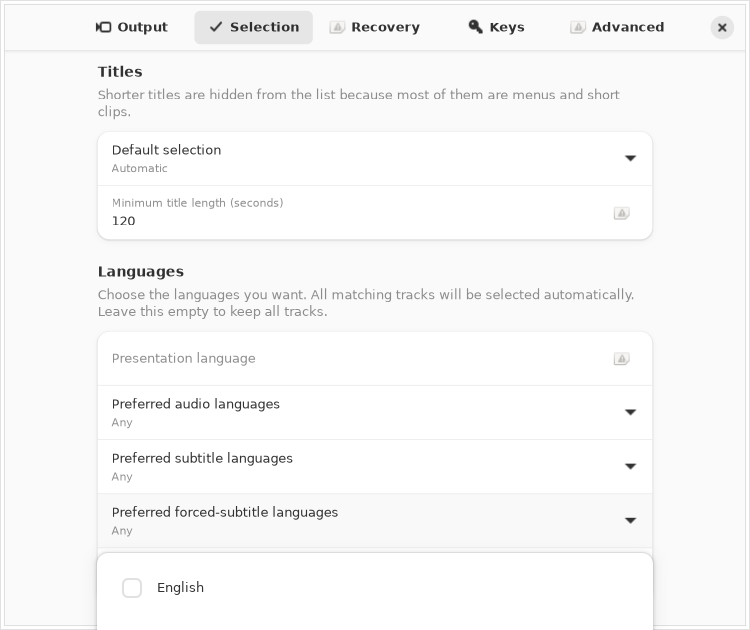 Output
Selection
Recovery
Keys
Advanced
Titles
Shorter titles are hidden from the list because most of them are menus and short
clips.
Default selection
Automatic
Minimum title length (seconds)
120
Languages
Choose the languages you want. All matching tracks will be selected automatically.
Leave this empty to keep all tracks.
Presentation language
Preferred audio languages
Any
Preferred subtitle languages
Any
Preferred forced-subtitle languages
Any
English